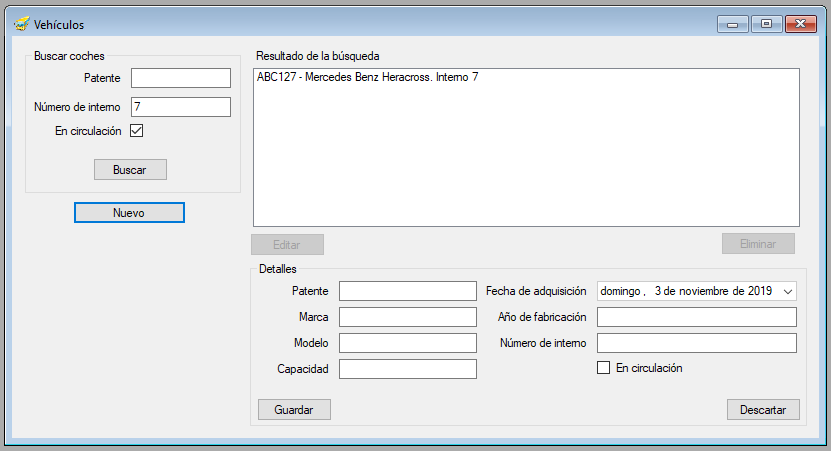 Vehículos
Buscar coches
Patente
Número de interno 7
En circulación
Buscar
Nuevo
Resultado de la búsqueda
ABC127 - Mercedes Benz Heracross. Interno 7
Editar Eliminar
Detalles
Patente Fecha de adquisición domingo , 3 de noviembre de 2019
Marca Año de fabricación
Modelo Número de interno
Capacidad En circulación
Guardar Descartar